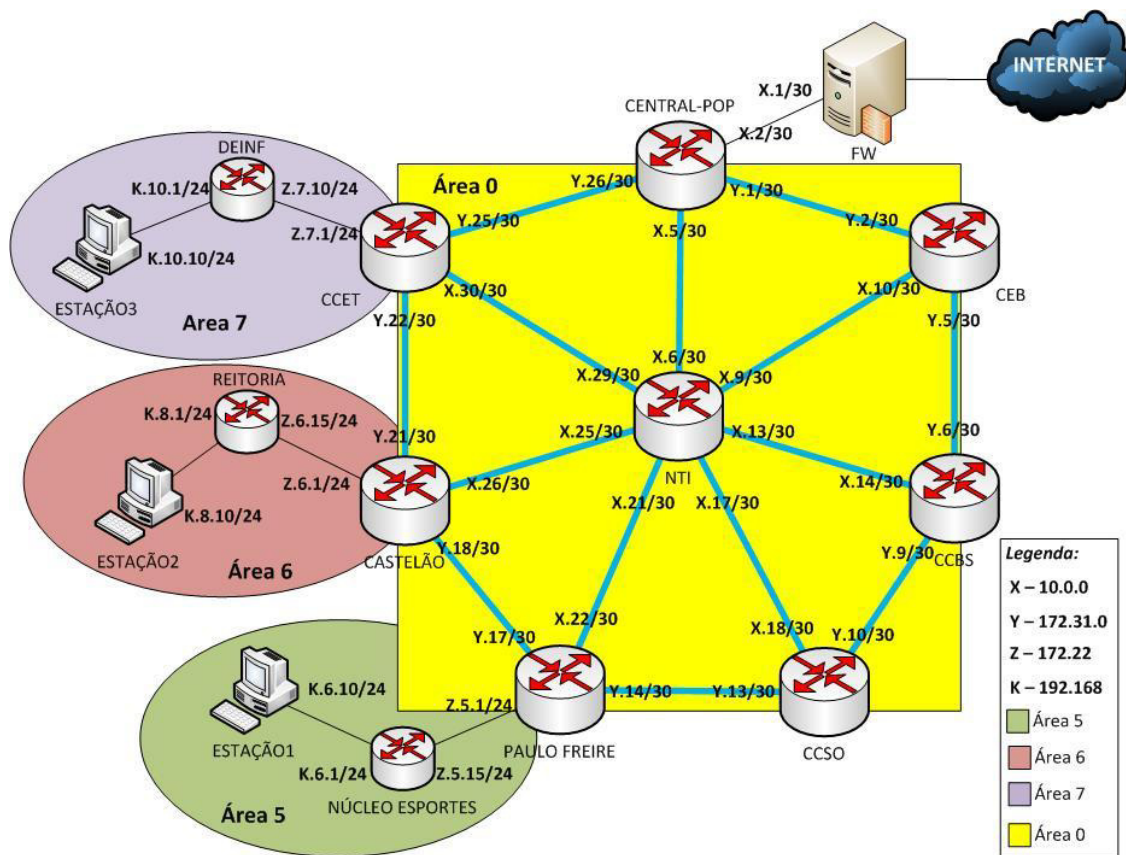 INTERNET
X.1/30
CENTRAL-POP
X.2/30
FW
DEINF
K.10.1/24
Z.7.10/24
Área 0
Y.26/30
Y.1/30
Y.25/30
Y.2/30
Z.7.1/24
X.5/30
K.10.10/24
ESTAÇÃO3
CCET
X.30/30
X.10/30
CEB
Area 7
Y.22/30
Y.5/30
X.6/30
X.29/30
X.9/30
REITORIA
K.8.1/24
Z.6.15/24
Y.21/30
X.25/30
X.13/30
Y.6/30
Z.6.1/24
X.26/30
NTI
X.14/30
K.8.10/24
X.21/30
X.17/30
ESTAÇÃO2
CASTELÃO
Y.18/30
Y.9/30
CCBS
Área 6
X.22/30
X.18/30
Y.10/30
Y.17/30
K.6.10/24
Z.5.1/24
Y.14/30
Y.13/30
ESTAÇÃO1
PAULO FREIRE
CCSO
K.6.1/24
Z.5.15/24
NÚCLEO ESPORTES
Área 5
Legenda:
X – 10.0.0
Y – 172.31.0
Z – 172.22
K – 192.168
Área 5
Área 6
Área 7
Área 0